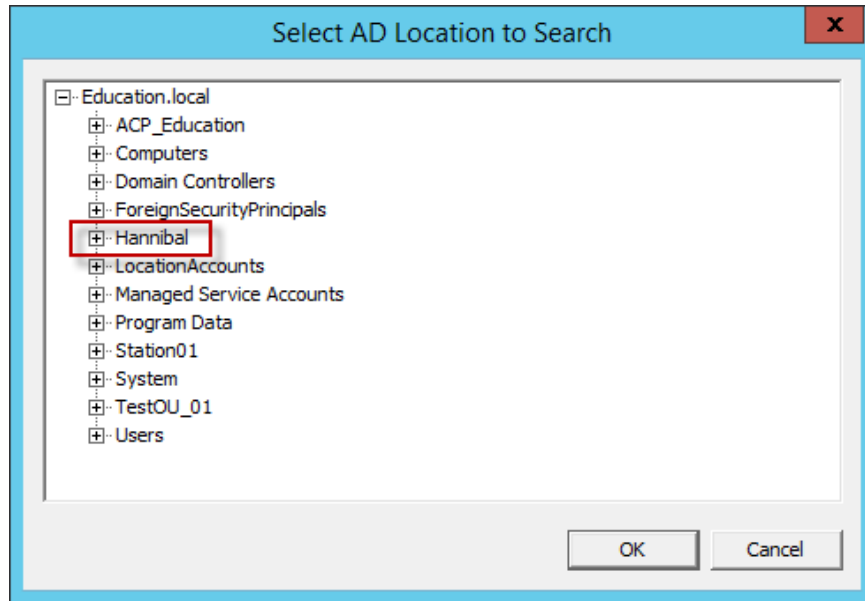 Select AD Location to Search
x
Education.local
ACP_Education
Computers
Domain Controllers
ForeignSecurityPrincipals
Hannibal
LocationAccounts
Managed Service Accounts
Program Data
Station01
System
TestOU_01
Users
OK Cancel